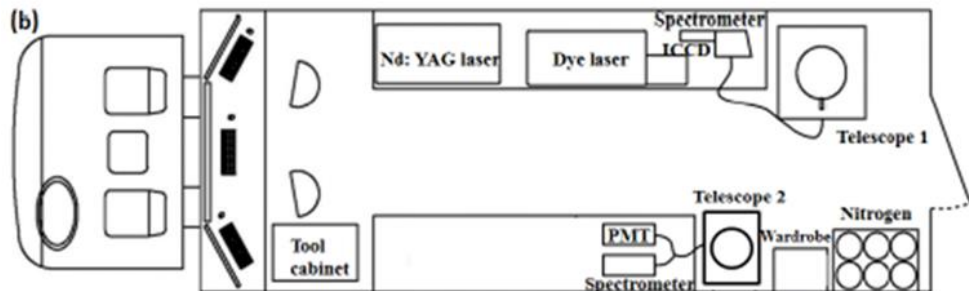 (b)
Spectrometer
Nd: YAG laser
Dye laser
ICCD
Telescope 1
Telescope 2
Nitrogen
PMT
Wardrobe
Tool
cabinet
Spectrometer